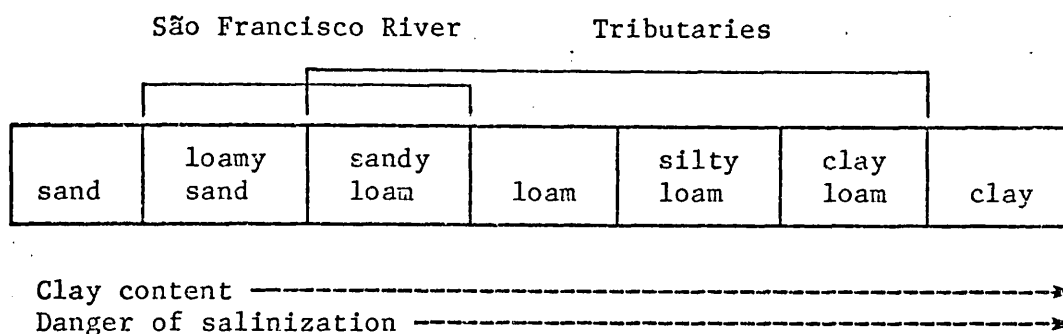 São Francisco River Tributaries
loamy sandy silty clay
sand sand loam loam loam loam clay
Clay content
Danger of salinization